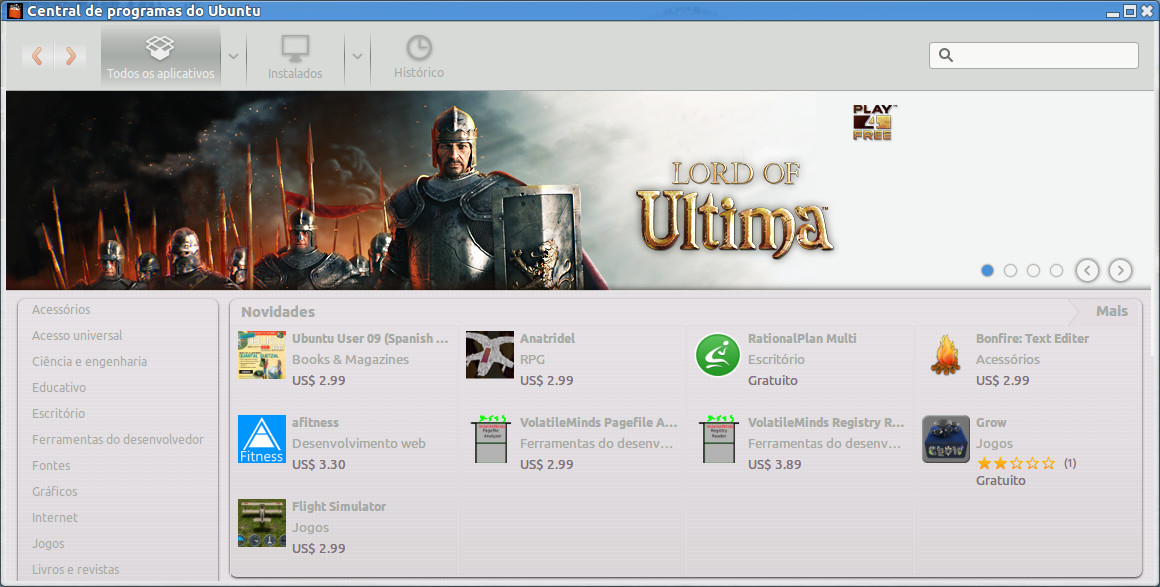 Central de programas do Ubuntu
Todos os aplicativos
Instalados
Histórico
PLAY
4
FREE
LORD OF
Ultima™
Acessórios
Acesso universal
Ciência e engenharia
Educativo
Escritório
Ferramentas do desenvolvedor
Fontes
Gráficos
Internet
Jogos
Livros e revistas
Novidades
Mais
Ubuntu User 09 (Spanish ...
Books & Magazines
US$ 2.99
Anatridel
RPG
US$ 2.99
RationalPlan Multi
Escritório
Gratuito
Bonfire: Text Editer
Acessórios
US$ 2.99
Fitness
afitness
Desenvolvimento web
US$ 3.30
VolatileMinds Pagefile A...
Ferramentas do desenv...
US$ 2.99
VolatileMinds Registry R...
Ferramentas do desenv...
US$ 3.89
GROW
Grow
Jogos
(1)
Gratuito
Flight Simulator
Jogos
US$ 2.99